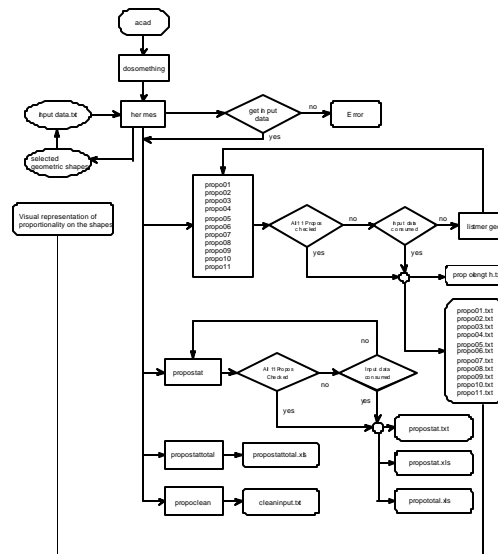 acad
dosomething
input data.txt
hermes
get input
data
no
Error
yes
selected
geometric shapes
Visual representation of
proportionality on the shapes
propo01
propo02
propo03
propo04
propo05
propo06
propo07
propo08
propo09
propo10
propo11
All 11 Propos
checked
no
Input data
consumed
no
listmer geo
yes
yes
propolength.t
propo01.txt
propo02.txt
propo03.txt
propo04.txt
propo05.txt
propo06.txt
propo07.txt
propo08.txt
propo09.txt
propo10.txt
propo11.txt
no
propostat
All 11 Propos
Checked
no
Input data
consumed
yes
yes
propostat.txt
propostattotal
propostattotal.xls
propostat.xls
propoclean
cleaninput.txt
propototal.xls